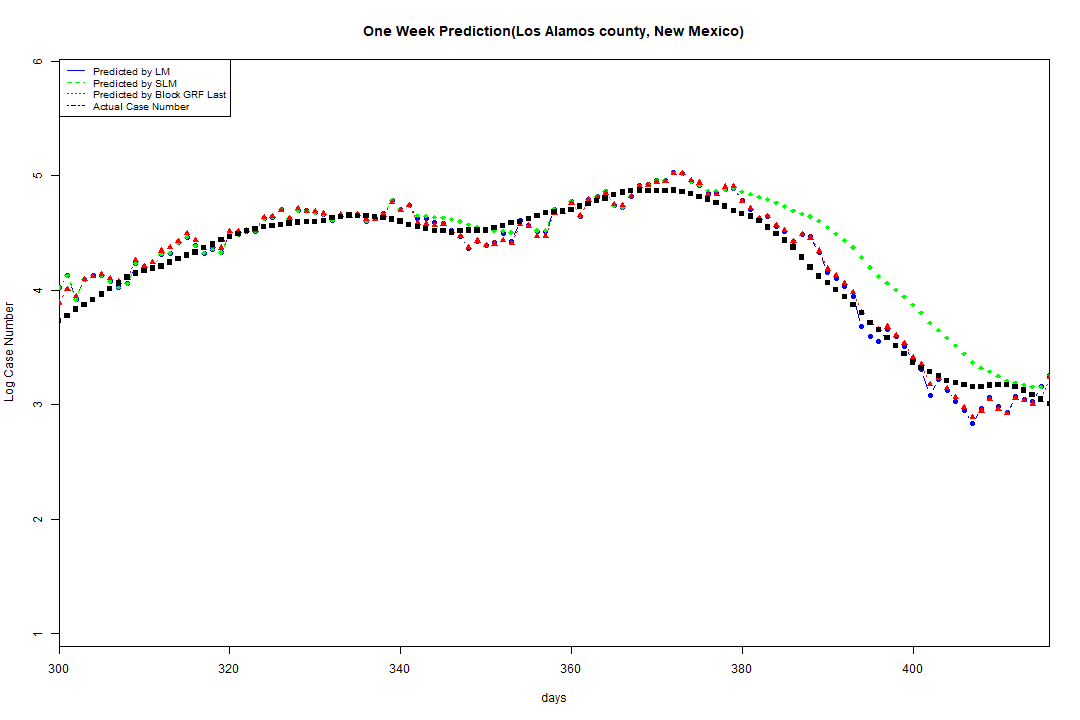 One Week Prediction(Los Alamos county, New Mexico)
Predicted by LM
Predicted by SLM
Predicted by Block GRF Last
Actual Case Number
6
5
4
3
2
1
Log Case Number
300 320 340 360 380 400
days